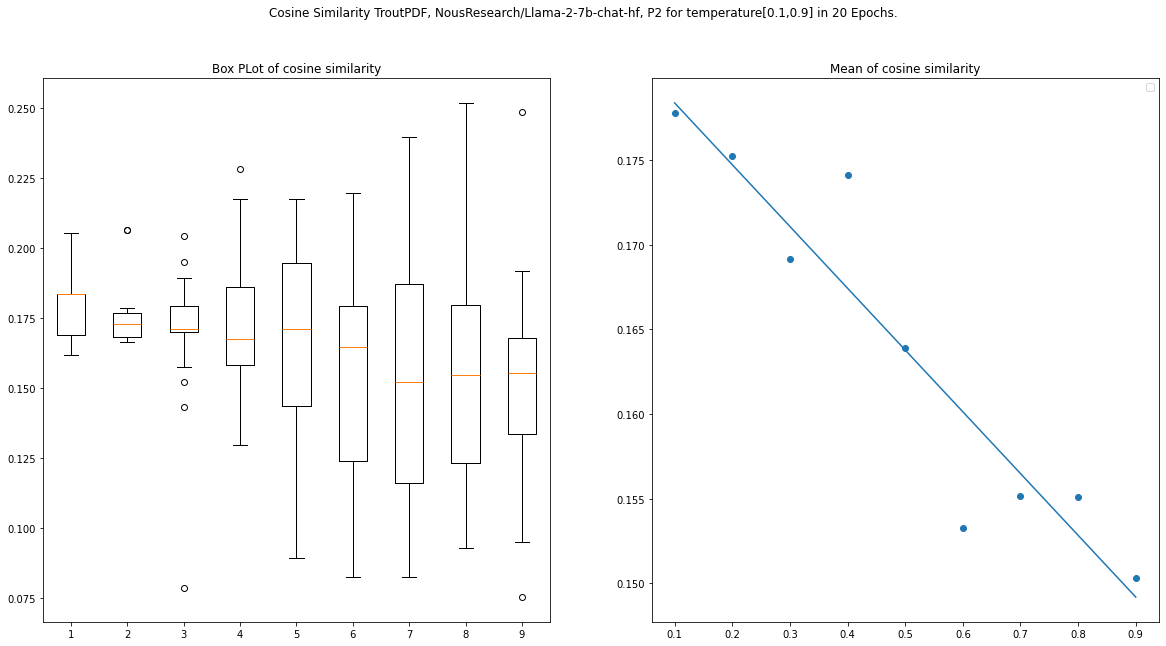 Cosine Similarity TroutPDF, NousResearch/Llama-2-7b-chat-hf, P2 for temperature[0.1,0.9] in 20 Epochs.
Box PLot of cosine similarity
0.250
0.225
0.200
0.175
0.150
0.125
0.100
0.075
1 2 3 4 5 6 7 8 9
Mean of cosine similarity
0.175
0.170
0.165
0.160
0.155
0.150
0.1 0.2 0.3 0.4 0.5 0.6 0.7 0.8 0.9